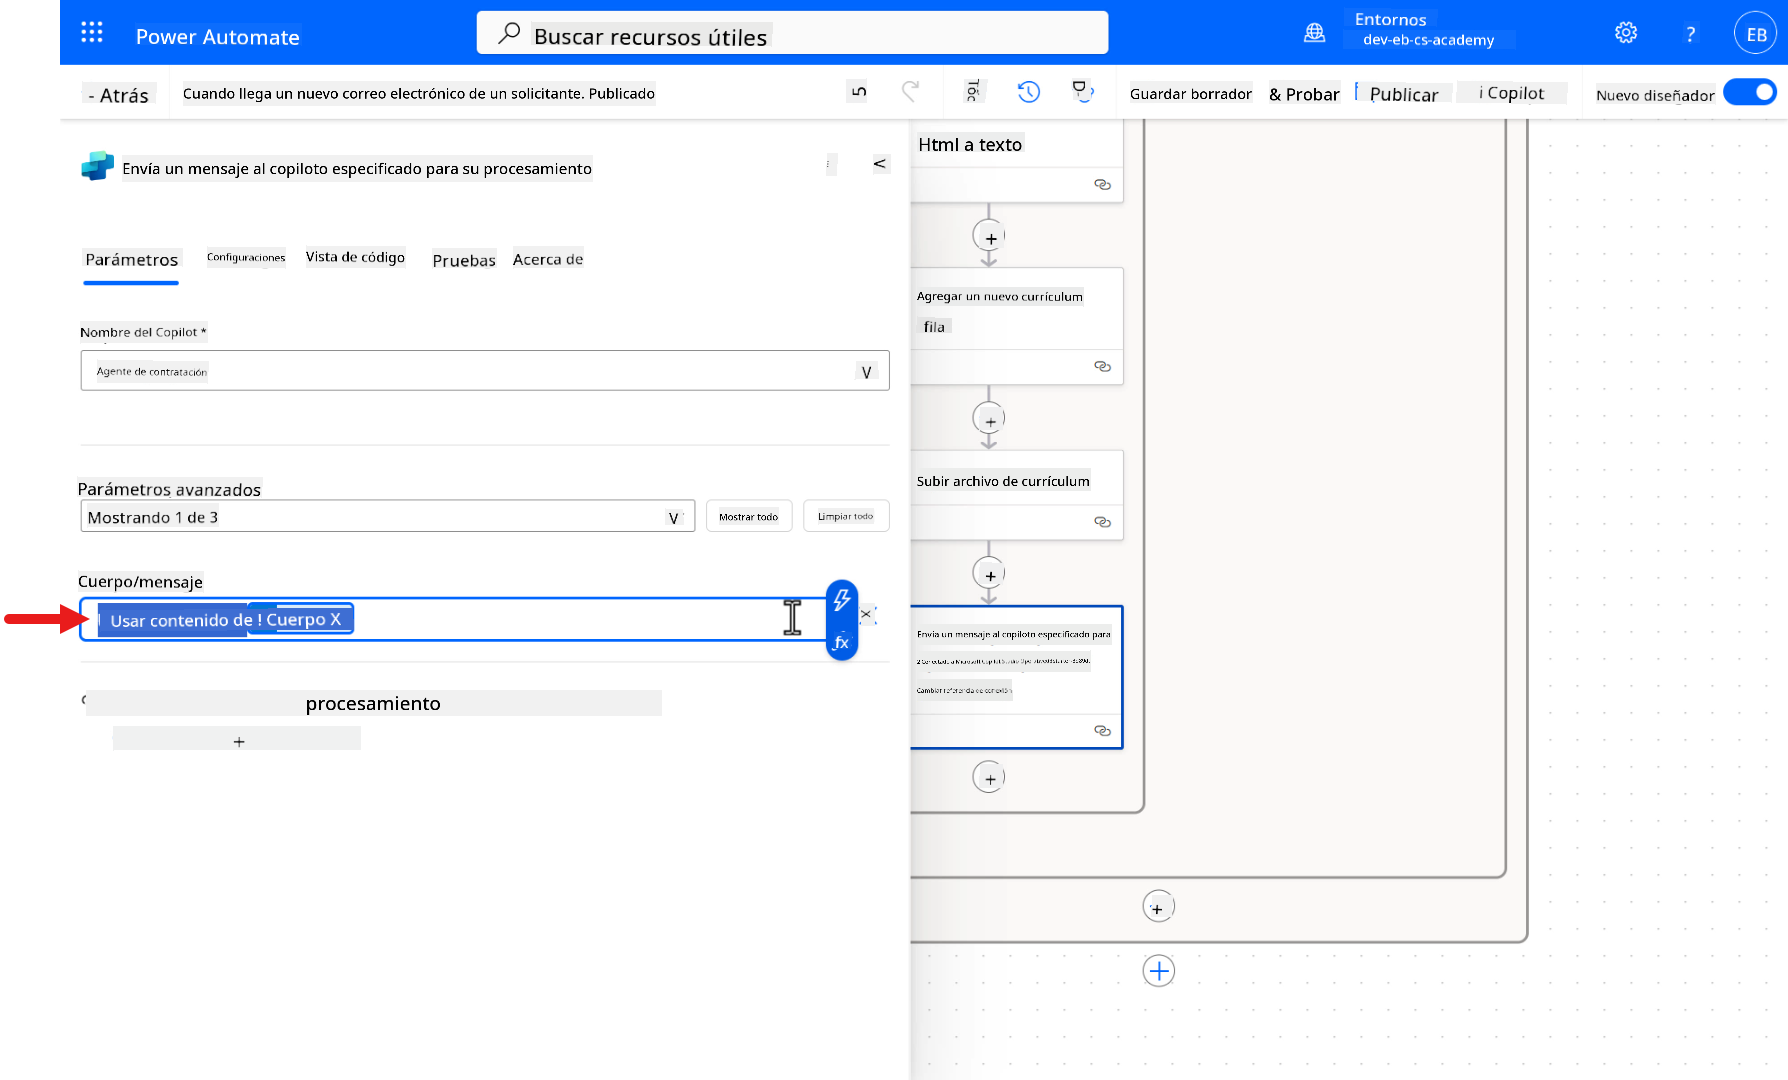 Power Automate
Buscar recursos útiles
Entornos
dev-eb-cs-academy
?
EB
- Atrás
Cuando llega un nuevo correo electrónico de un solicitante. Publicado
Guardar borrador
& Probar
Publicar
i Copilot
Nuevo diseñador
Envía un mensaje al copiloto especificado para su procesamiento
<
Parámetros
Configuraciones
Vista de código
Pruebas
Acerca de
Nombre del Copilot *
Agente de contratación
V
Parámetros avanzados
Mostrando 1 de 3
V
Mostrar todo
Limpiar todo
Cuerpo/mensaje
Usar contenido de ! Cuerpo X
fx
procesamiento
+
Html a texto
+
Agregar un nuevo currículum
fila
+
Subir archivo de currículum
+
Envía un mensaje al copiloto especificado para
Cambiar referencia de conexión
+
+